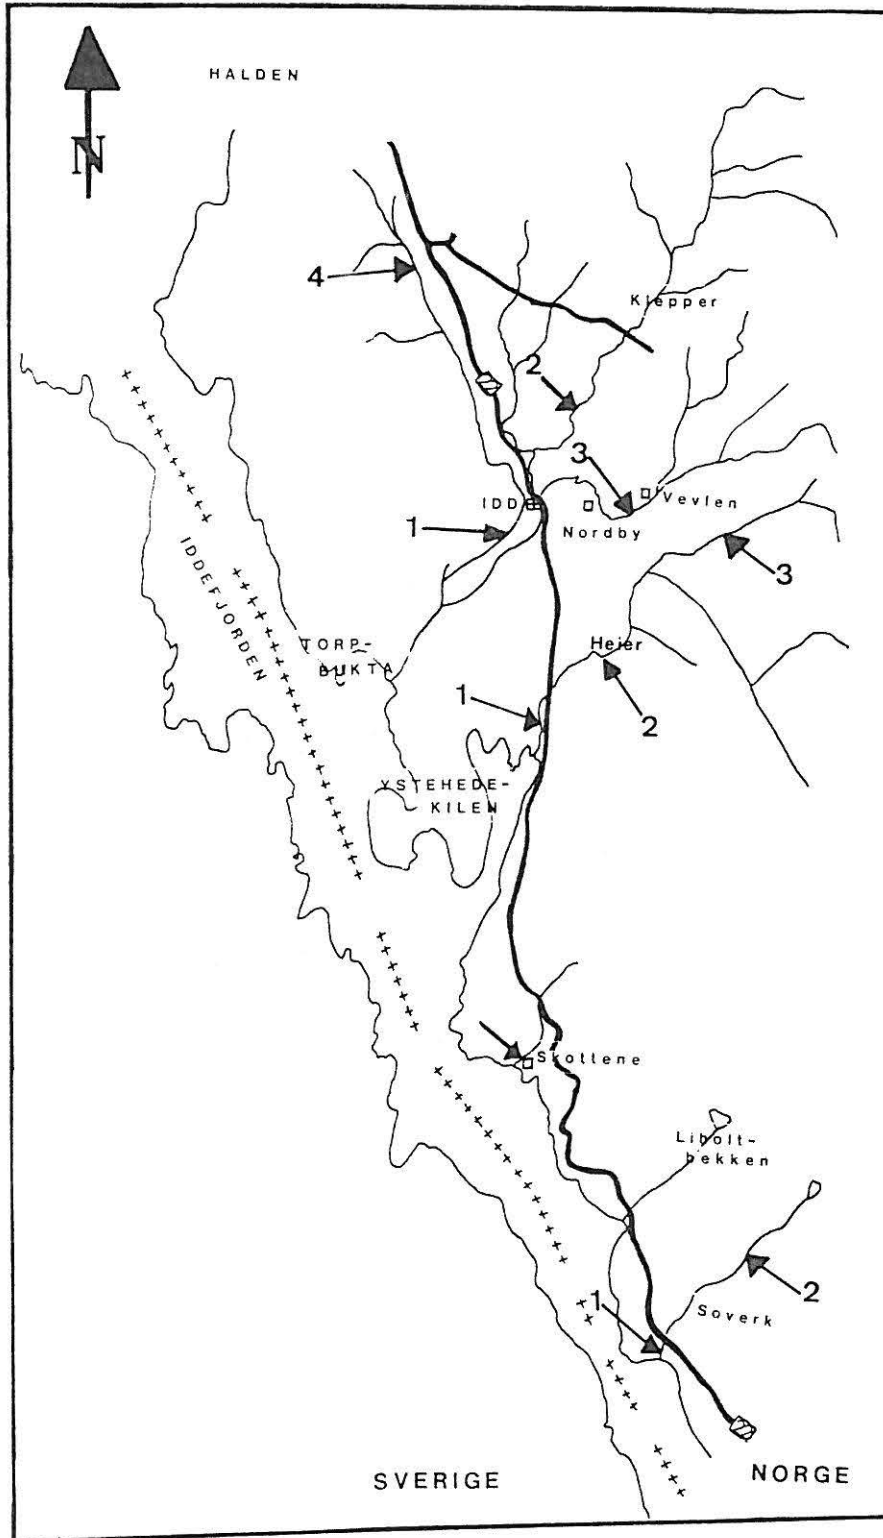 HALDEN
N
4
Klepper
2
3
Vevlen
IDD
1
Nordby
3
IDDEFJORDEN
TORP-
BUKTA
Heier
1
2
YSTEHEDE-
KILEN
Skottene
Liholt-
bekken
2
1
Soverk
SVERIGE
NORGE